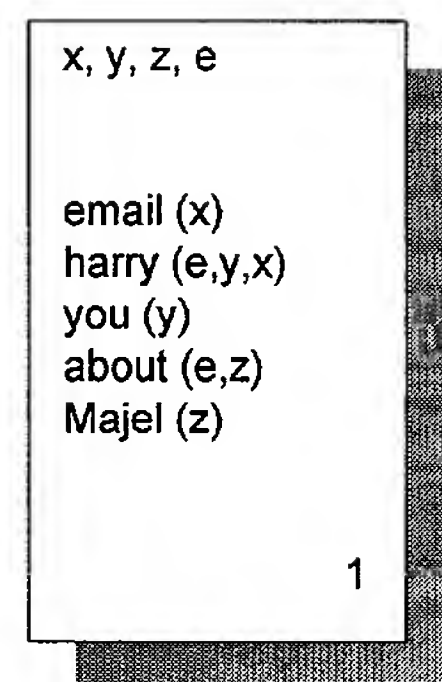 x, y, z, e
email (x)
harry (e,y,x)
you (y)
about (e,z)
Majel (z)
1